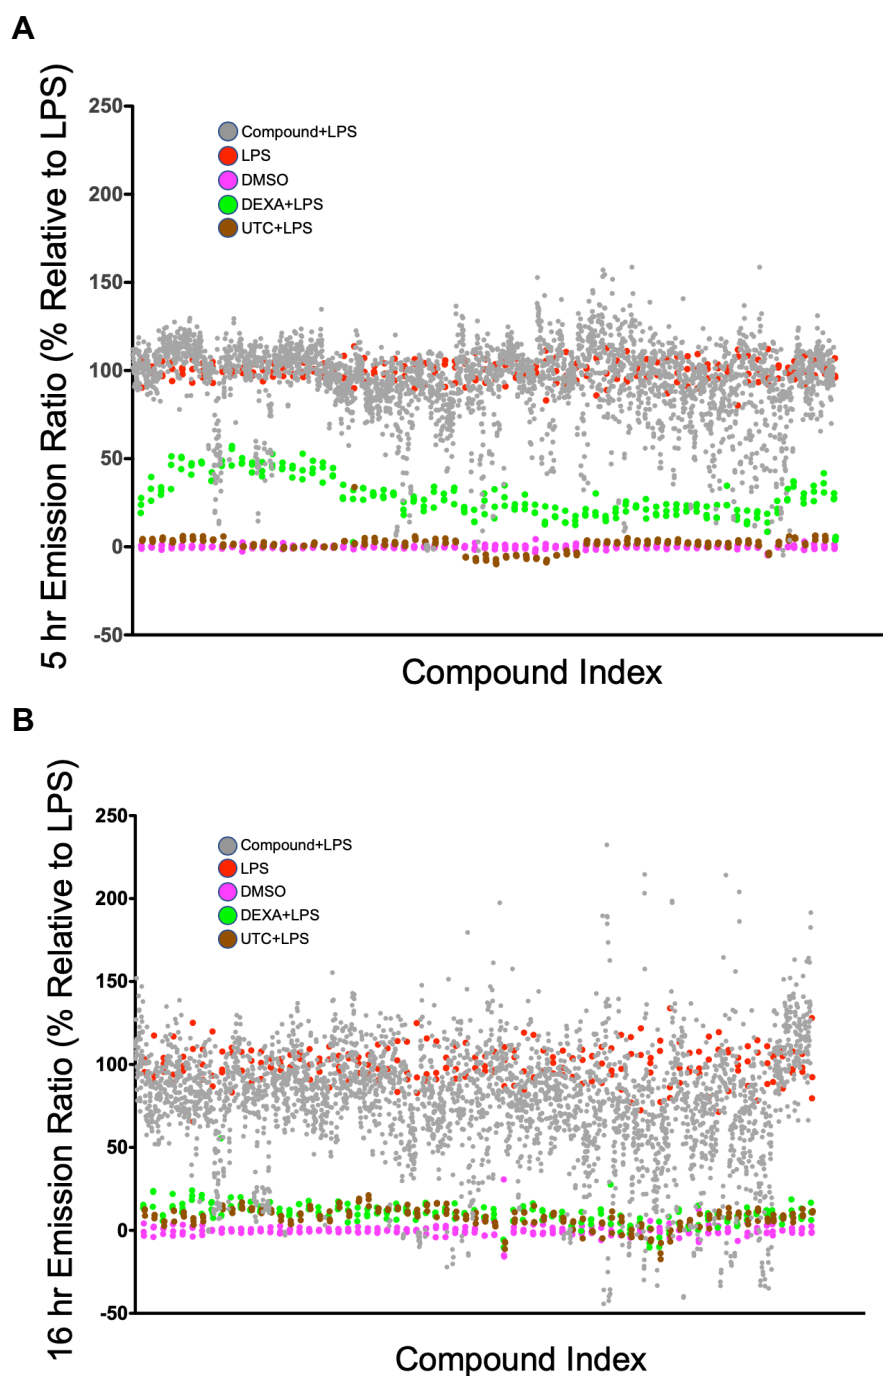 A
5 hr Emission Ratio (% Relative to LPS)
250
200
150
100
50
0
-50
Compound+LPS
LPS
DMSO
DEXA+LPS
UTC+LPS
Compound Index
B
16 hr Emission Ratio (% Relative to LPS)
250
200
150
100
50
0
-50
Compound+LPS
LPS
DMSO
DEXA+LPS
UTC+LPS
Compound Index